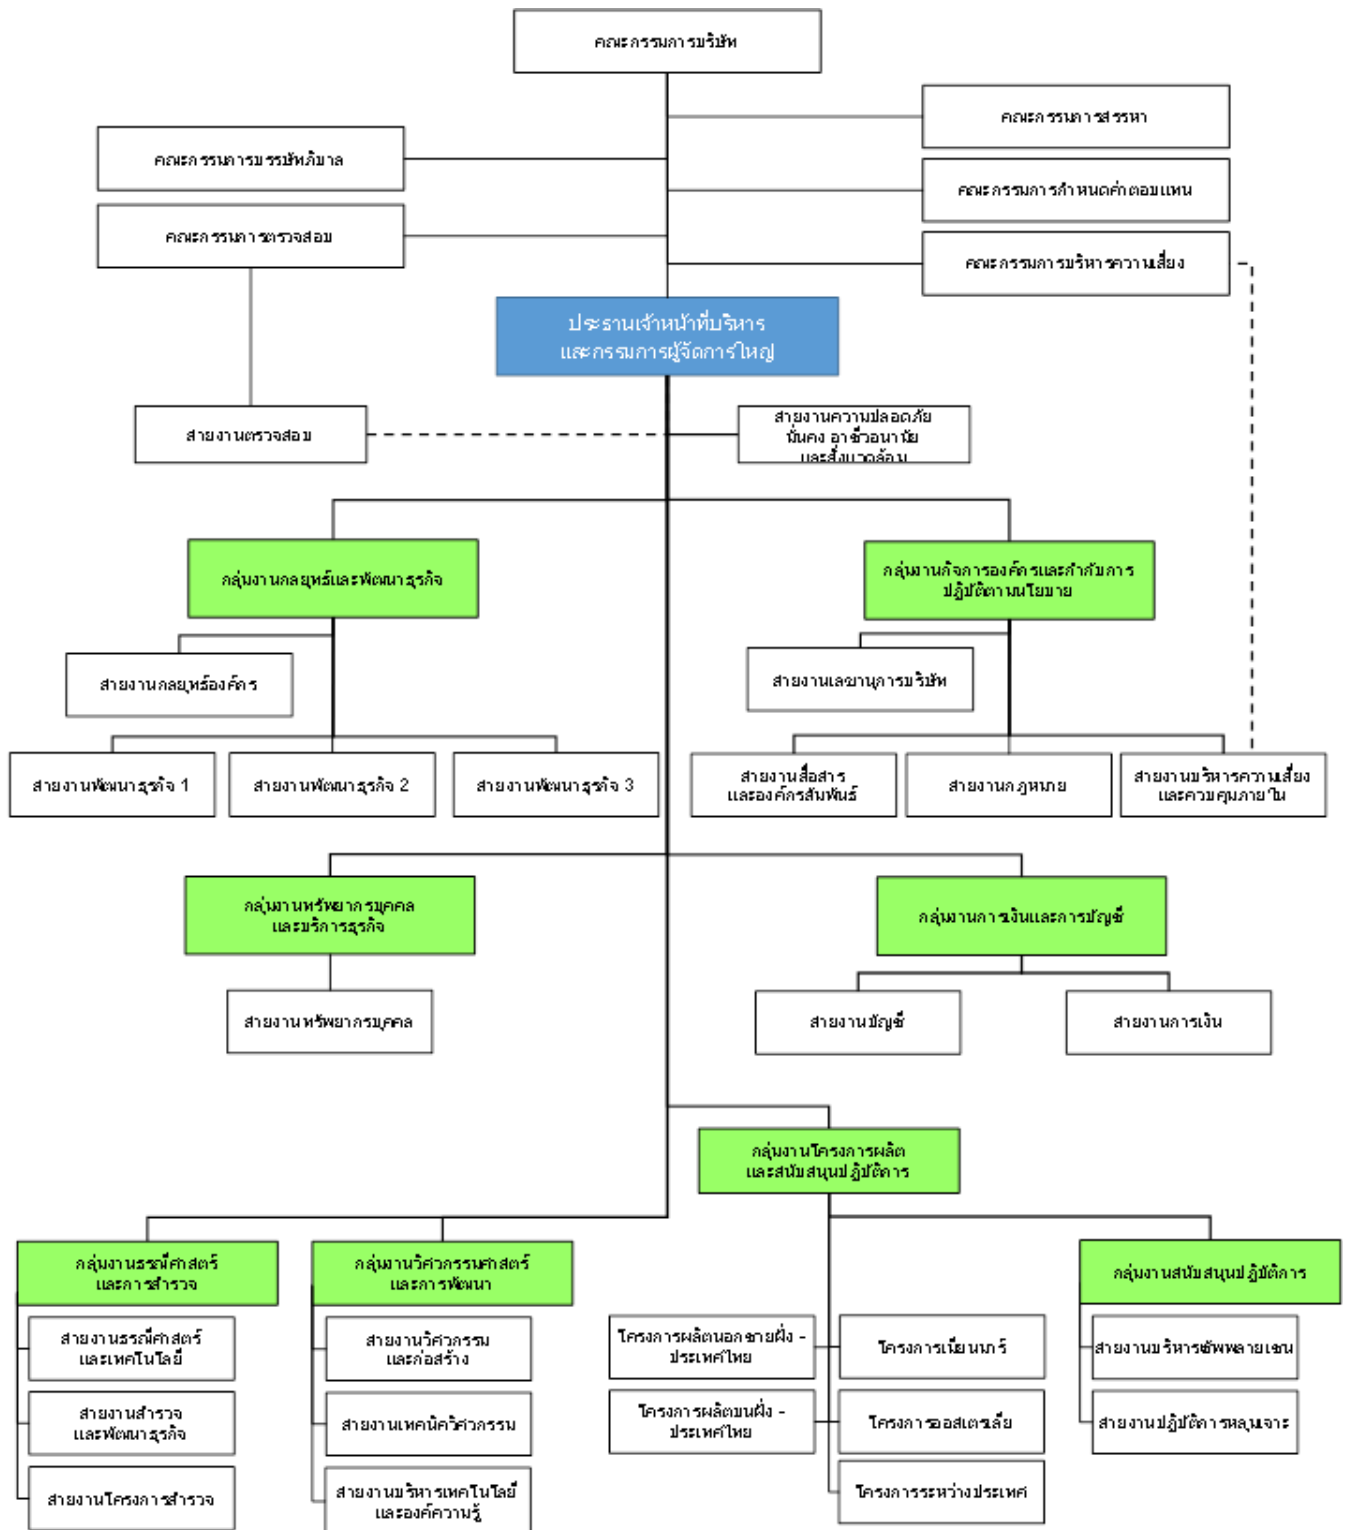 คณะกรรมการบริษัท
คณะกรรมการสรรหา
คณะกรรมการบรรษัทภิบาล
คณะกรรมการกำหนดค่าตอบแทน
คณะกรรมการตรวจสอบ
คณะกรรมการบริหารความเสี่ยง
ประธานเจ้าหน้าที่บริหาร
และกรรมการผู้จัดการใหญ่
สายงานตรวจสอบ
สายงานความปลอดภัย
มั่นคง อาชีวอนามัย
และสิ่งแวดล้อม
กลุ่มงานกลยุทธ์และพัฒนาธุรกิจ
กลุ่มงานกิจการองค์กรและกำกับการ
ปฏิบัติตามนโยบาย
สายงานกลยุทธ์องค์กร
สายงานเลขานุการบริษัท
สายงานพัฒนาธุรกิจ 1
สายงานพัฒนาธุรกิจ 2
สายงานพัฒนาธุรกิจ 3
สายงานสื่อสาร
และองค์กรสัมพันธ์
สายงานกฎหมาย
สายงานบริหารความเสี่ยง
และควบคุมภายใน
กลุ่มงานทรัพยากรบุคคล
และบริการธุรกิจ
กลุ่มงานการเงินและการบัญชี
สายงานทรัพยากรบุคคล
สายงานบัญชี
สายงานการเงิน
กลุ่มงานโครงการผลิต
และสนับสนุนปฏิบัติการ
กลุ่มงานธรณีศาสตร์
และการสำรวจ
กลุ่มงานวิศวกรรมศาสตร์
และการพัฒนา
กลุ่มงานสนับสนุนปฏิบัติการ
สายงานธรณีศาสตร์
และเทคโนโลยี
สายงานวิศวกรรม
และก่อสร้าง
โครงการผลิตนอกชายฝั่ง -
ประเทศไทย
โครงการเมียนมาร์
สายงานบริหารซัพพลายเชน
สายงานสำรวจ
และพัฒนาธุรกิจ
สายงานเทคนิควิศวกรรม
โครงการผลิตบนฝั่ง -
ประเทศไทย
โครงการออสเตรเลีย
สายงานปฏิบัติการหลุมเจาะ
สายงานโครงการสำรวจ
สายงานบริหารเทคโนโลยี
และองค์ความรู้
โครงการระหว่างประเทศ